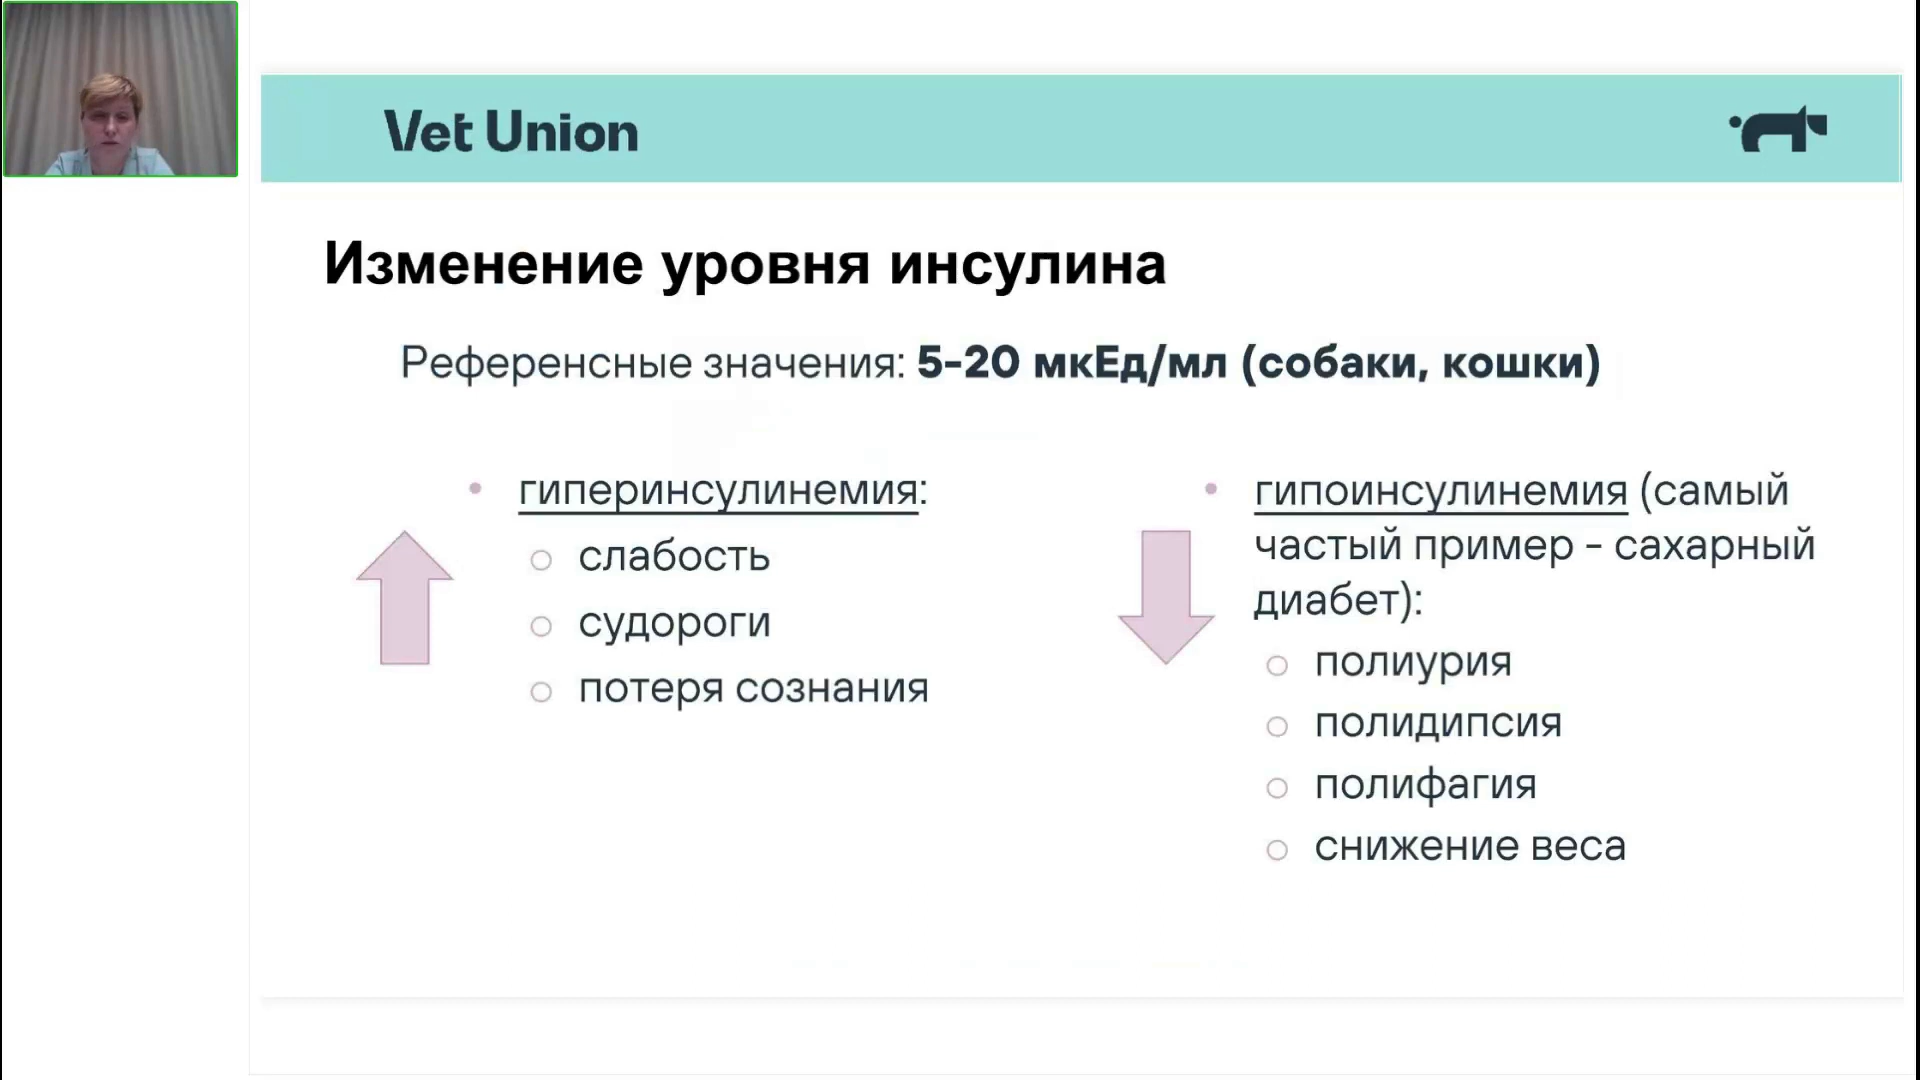 Vet Union
Изменение уровня инсулина
Референсные значения: 5-20 мкЕд/мл (собаки, кошки)
• гиперинсулинемия:
○ слабость
○ судороги
○ потеря сознания
• гипоинсулинемия (самый
частый пример - сахарный
диабет):
○ полиурия
○ полидипсия
○ полифагия
○ снижение веса